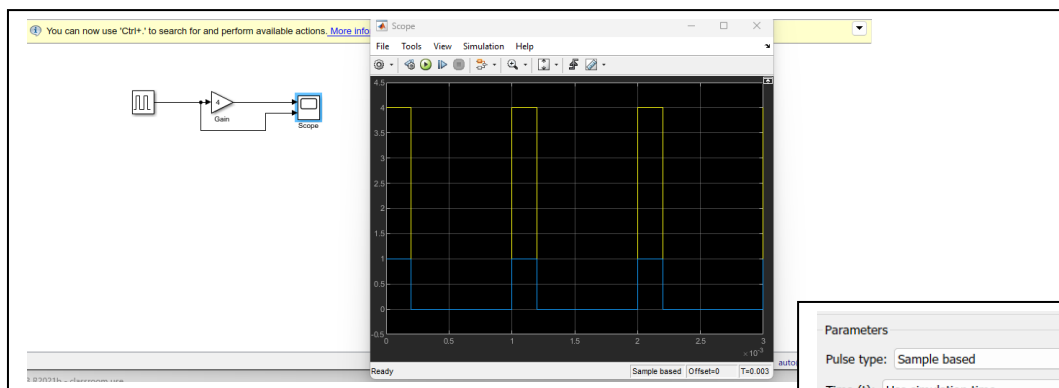 You can now use 'Ctrl+.' to search for and perform available actions. More info
Scope
File Tools View Simulation Help
4
Gain
Scope
4.5
4
3.5
3
2.5
2
1.5
1
0.5
0
-0.5
0 0.5 1 1.5 2 2.5 3
×10⁻³
Ready Sample based Offset=0 T=0.003
Parameters
Pulse type: Sample based